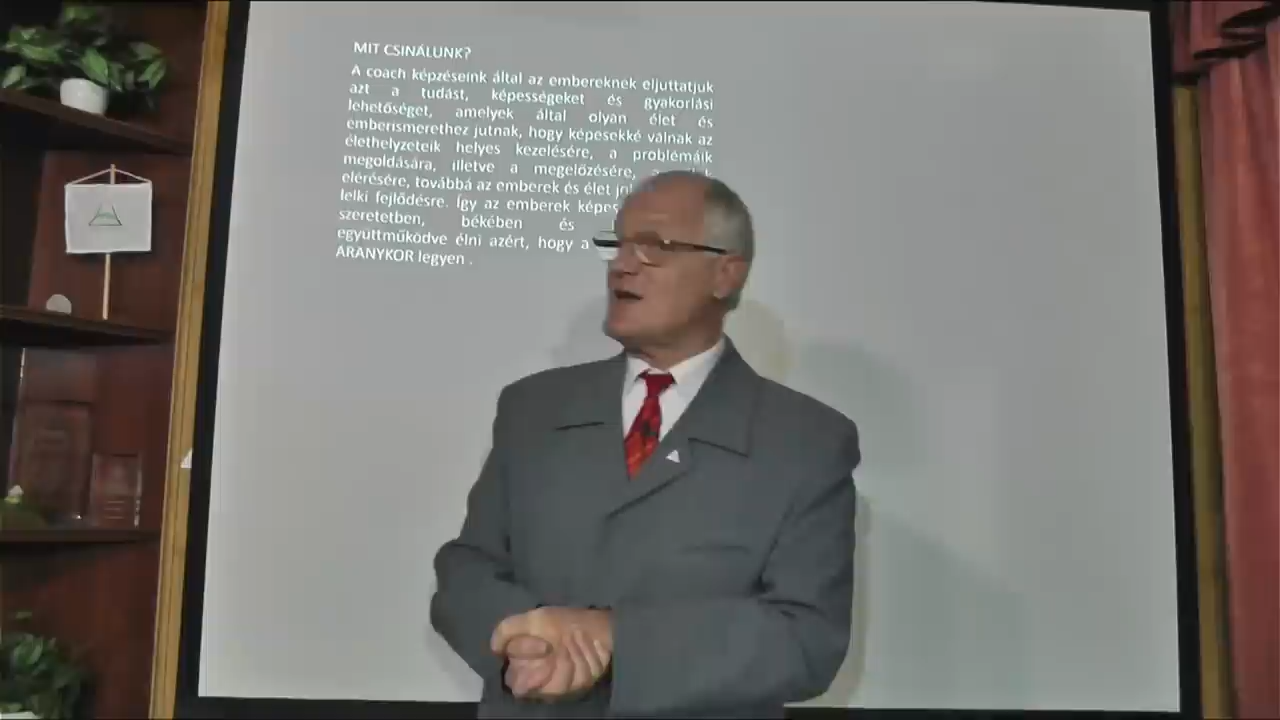 MIT CSINÁLUNK?
A coach képzéseink által az embereknek eljuttatjuk
azt a tudást, képességeket és gyakorlási
lehetőséget, amelyek által olyan élet és
emberismerethez jutnak, hogy képesekké válnak az
élethelyzeteik helyes kezelésére, a problémáik
megoldására, illetve a megelőzésére, a
elérésére, továbbá az emberek és élet
lelki fejlődésre. Így az emberek
szeretetben, békében és
együttműködve élni azért, hogy a
ARANYKOR legyen .